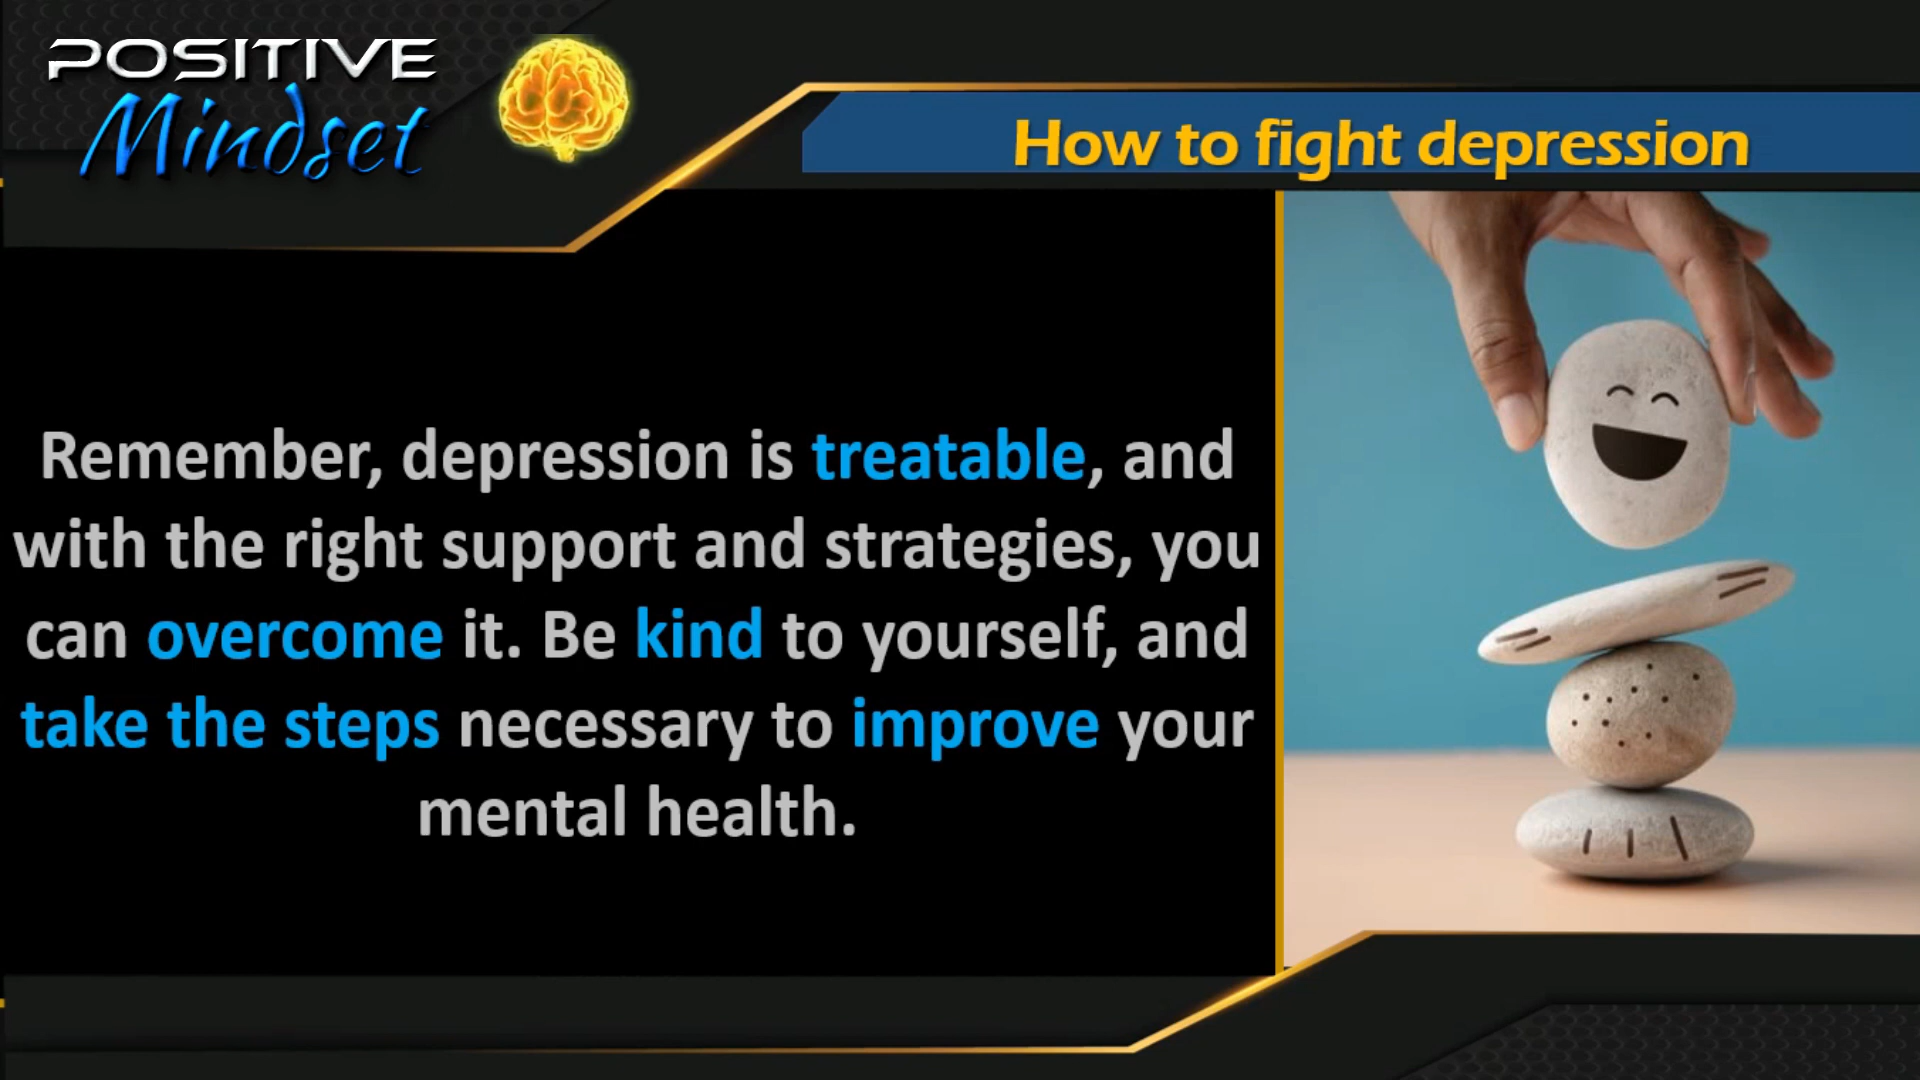 POSITIVE
Mindset
How to fight depression
Remember, depression is treatable, and
with the right support and strategies, you
can overcome it. Be kind to yourself, and
take the steps necessary to improve your
mental health.